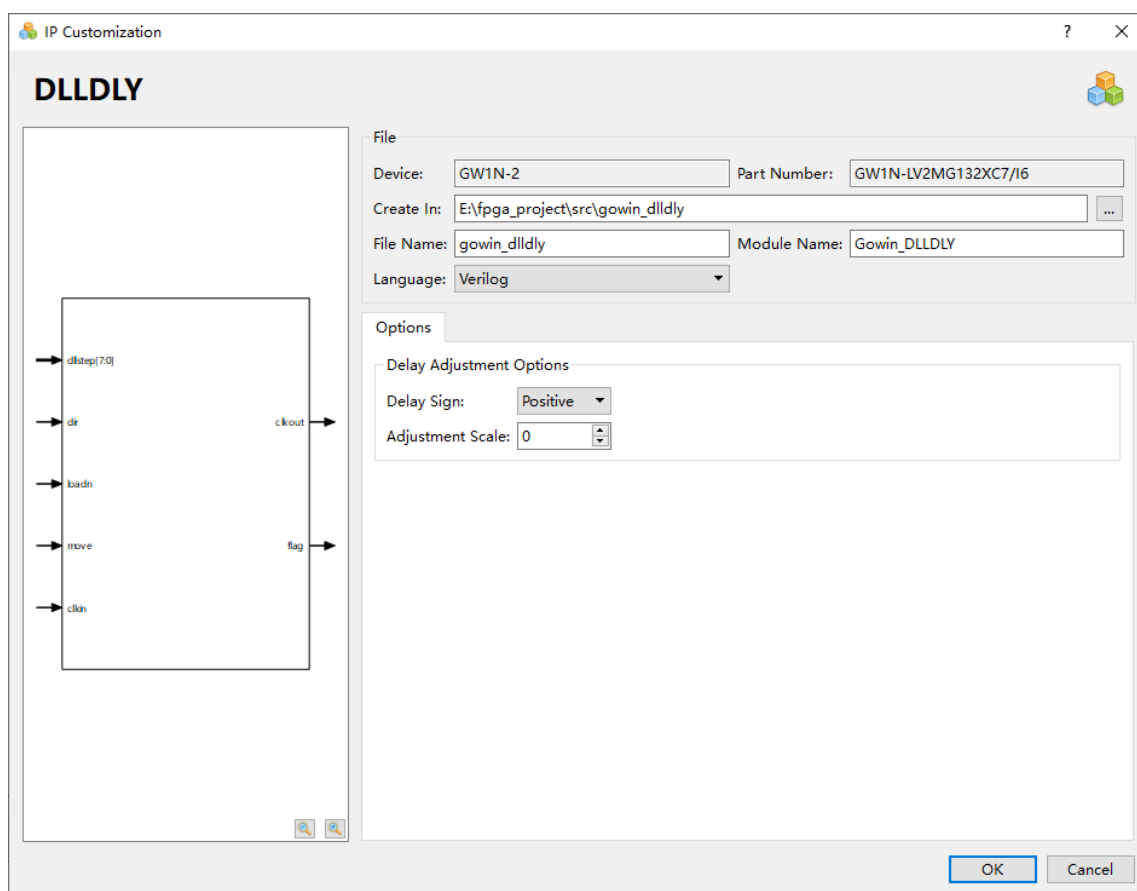 IP Customization ? ×
DLLDLY
File
Device: GW1N-2 Part Number: GW1N-LV2MG132XC7/I6
Create In: E:\fpga_project\src\gowin_dlldly ...
File Name: gowin_dlldly Module Name: Gowin_DLLDLY
Language: Verilog
Options
Delay Adjustment Options
Delay Sign: Positive
Adjustment Scale: 0
dllstep[7:0]
dir clkout
loadn
move flag
clkin
OK Cancel